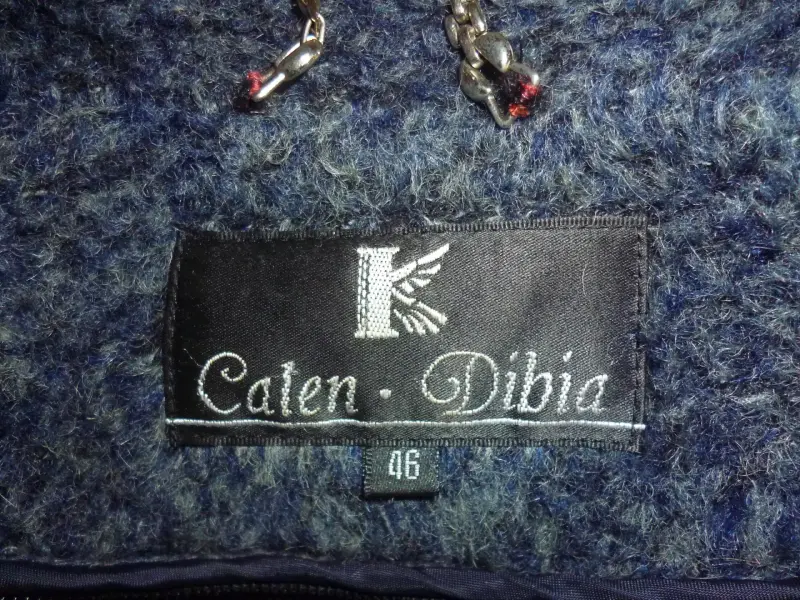 K
Caten · Dibia
46